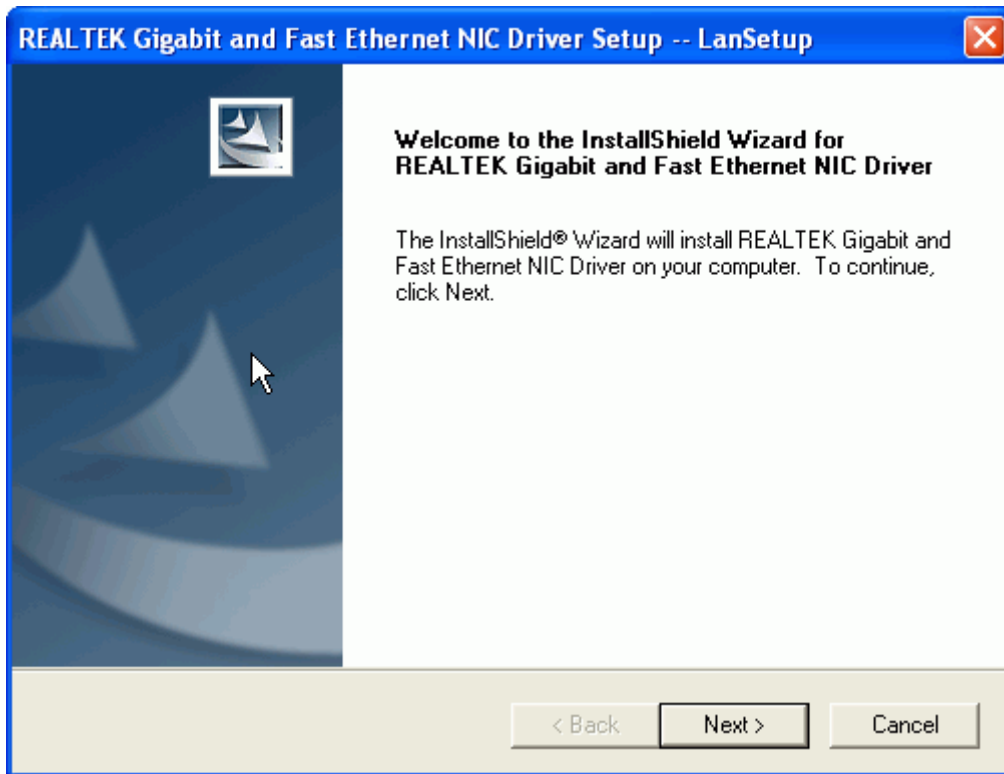 REALTEK Gigabit and Fast Ethernet NIC Driver Setup -- LanSetup
Welcome to the InstallShield Wizard for
REALTEK Gigabit and Fast Ethernet NIC Driver
The InstallShield® Wizard will install REALTEK Gigabit and
Fast Ethernet NIC Driver on your computer. To continue,
click Next.
< Back Next > Cancel